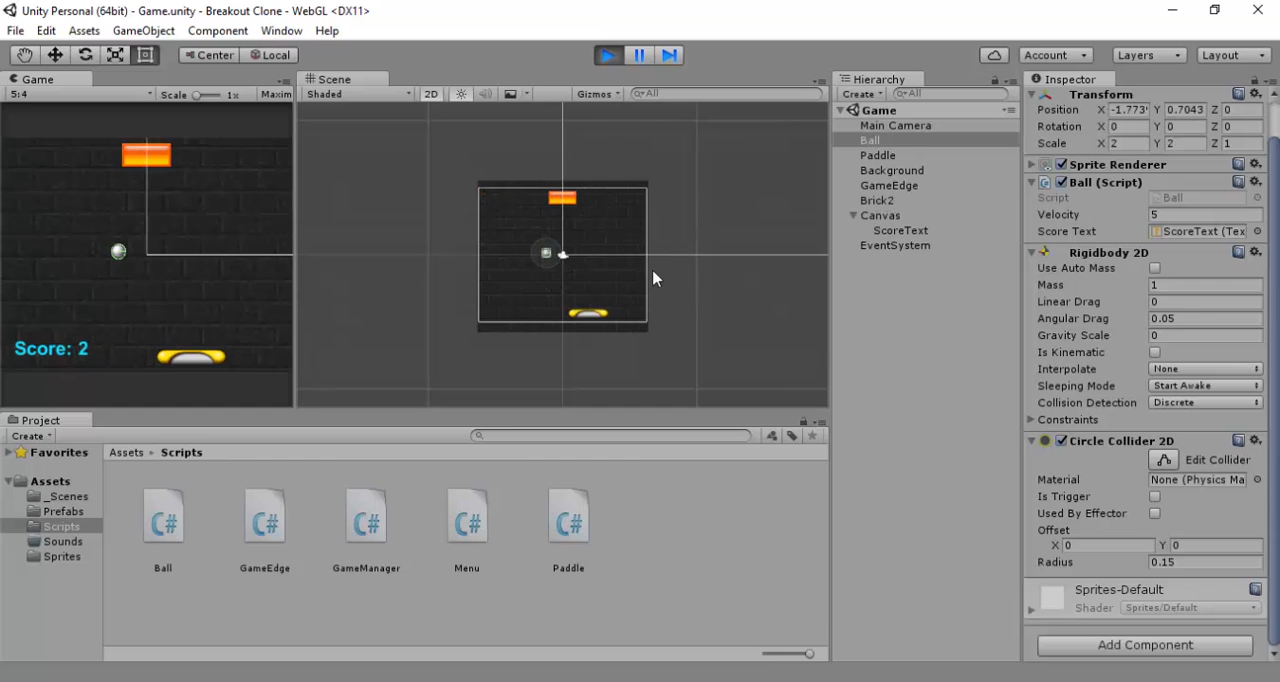 Unity Personal (64bit) - Game.unity - Breakout Clone - WebGL <DX11>
File Edit Assets GameObject Component Window Help
Center Local Account Layers Layout
Game
5:4 Scale 1x Maxim
Score: 2
Scene
Shaded 2D Gizmos All
Hierarchy
Create All
Game
Main Camera
Ball
Paddle
Background
GameEdge
Brick2
Canvas
ScoreText
EventSystem
Inspector
Transform
Position X -1.773 Y 0.7043 Z 0
Rotation X 0 Y 0 Z 0
Scale X 2 Y 2 Z 1
Sprite Renderer
Ball (Script)
Script Ball
Velocity 5
Score Text ScoreText (Tex
Rigidbody 2D
Use Auto Mass
Mass 1
Linear Drag 0
Angular Drag 0.05
Gravity Scale 0
Is Kinematic
Interpolate None
Sleeping Mode Start Awake
Collision Detection Discrete
Constraints
Circle Collider 2D
Edit Collider
Material None (Physics Ma
Is Trigger
Used By Effector
Offset
X 0 Y 0
Radius 0.15
Sprites-Default
Shader Sprites/Default
Add Component
Project
Create
Favorites
Assets
_Scenes
Prefabs
Scripts
Sounds
Sprites
Assets Scripts
C# C# C# C# C#
Ball GameEdge GameManager Menu Paddle